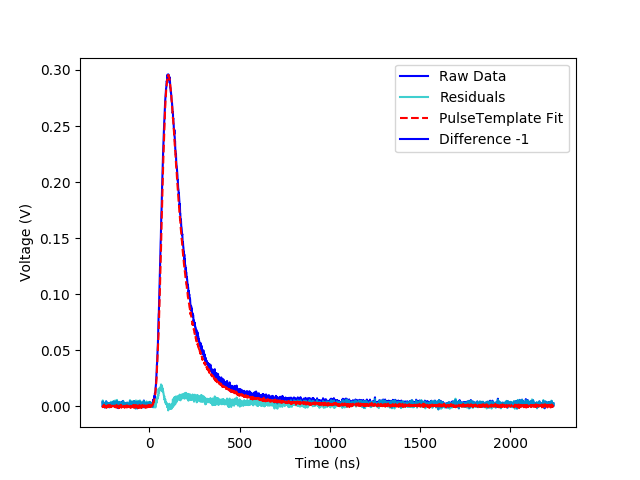 0.30
0.25
0.20
0.15
0.10
0.05
0.00
Voltage (V)
0
500
1000
1500
2000
Time (ns)
Raw Data
Residuals
PulseTemplate Fit
Difference -1